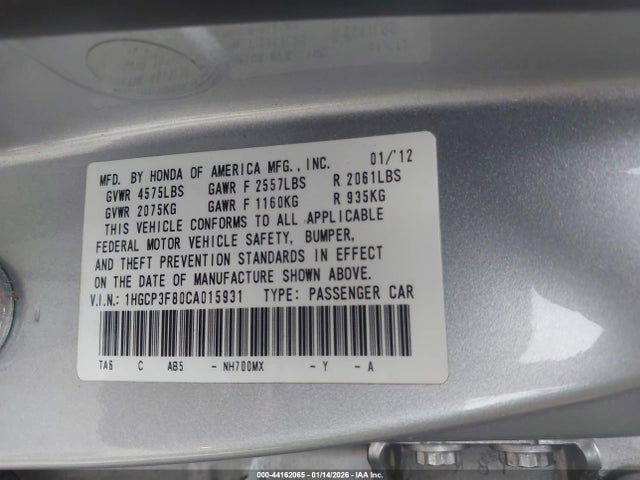 MFD. BY HONDA OF AMERICA MFG., INC. 01/'12
GVWR 4575LBS GAWR F 2557LBS R 2061LBS
GVWR 2075KG GAWR F 1160KG R 935KG
THIS VEHICLE CONFORMS TO ALL APPLICABLE
FEDERAL MOTOR VEHICLE SAFETY, BUMPER,
AND THEFT PREVENTION STANDARDS IN EFFECT
ON THE DATE OF MANUFACTURE SHOWN ABOVE.
V.I.N.: 1HGCP3F80CA015931 TYPE: PASSENGER CAR
TA6 C AB5 - NH700MX - Y - A
000-44162065 - 01/14/2026 - IAAI.COM